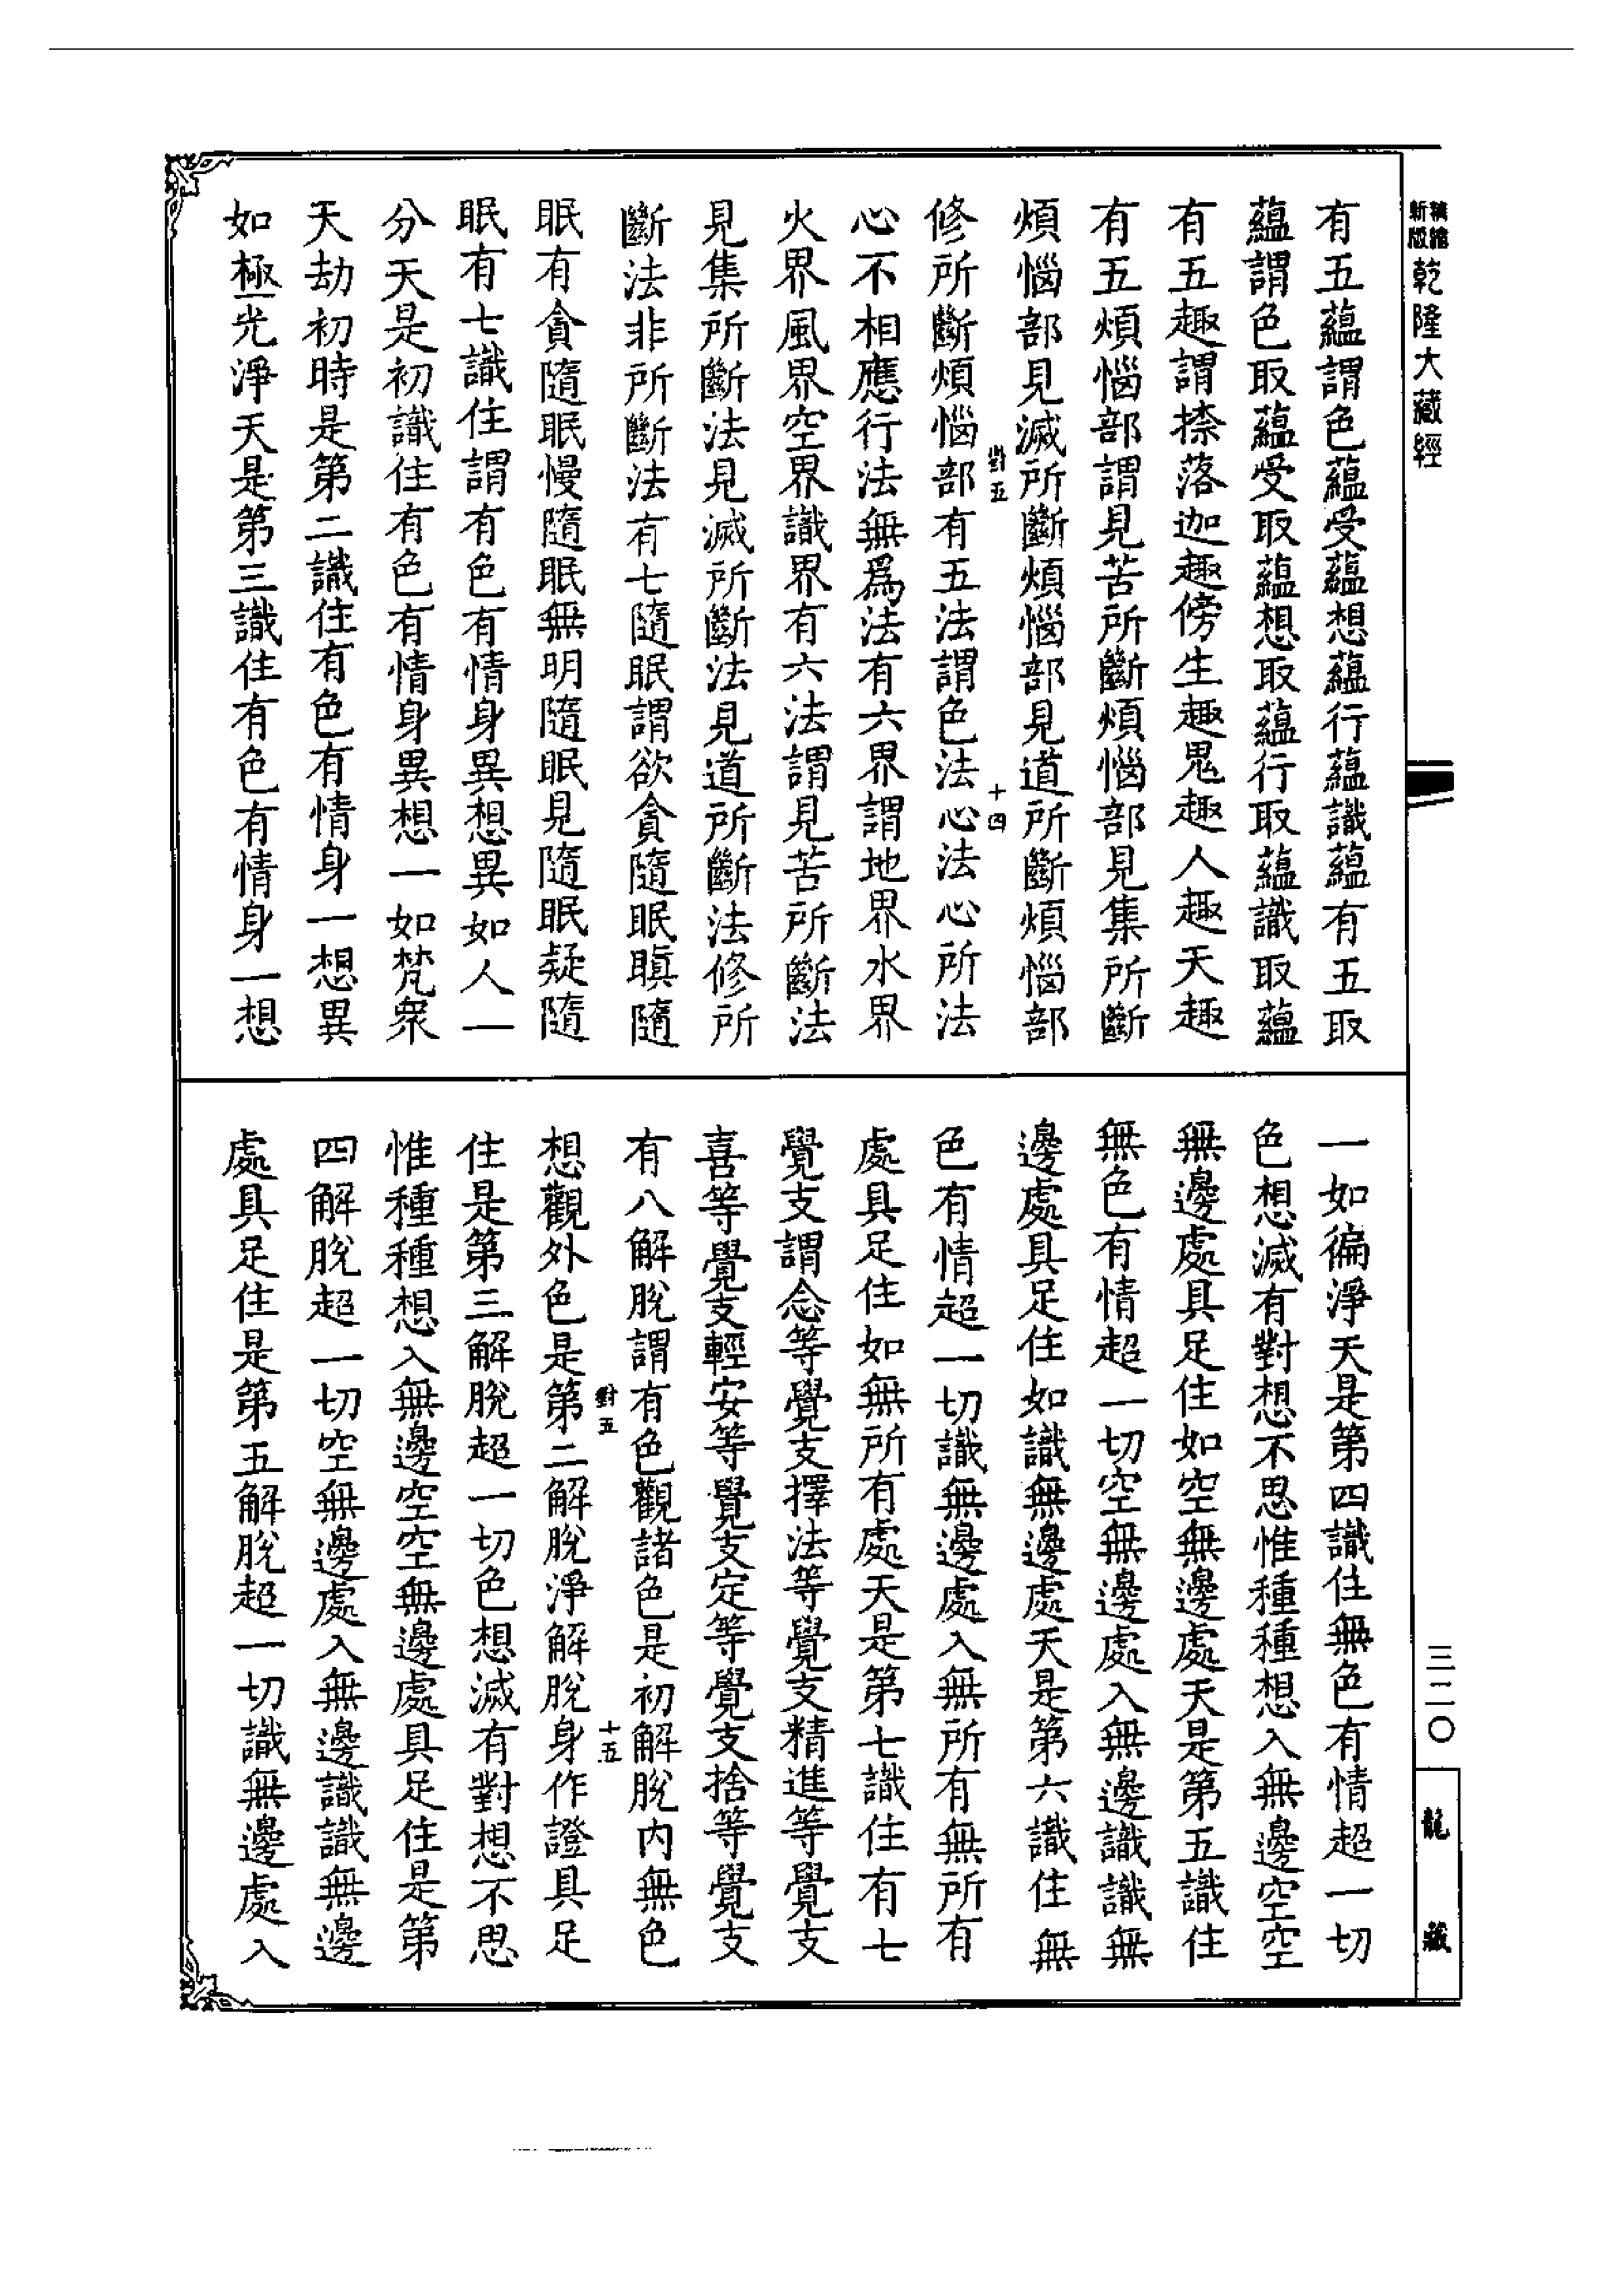 精縮新版
乾隆大藏經
有五蘊謂色蘊受蘊想蘊行蘊識蘊有五取
蘊謂色取蘊受取蘊想取蘊行取蘊識取蘊
有五趣謂捺落迦趣傍生趣鬼趣人趣天趣
有五煩惱部謂見苦所斷煩惱部見集所斷
煩惱部見滅所斷煩惱部見道所斷煩惱部
對五
十四
修所斷煩惱部有五法謂色法心法心所法
心不相應行法無爲法有六界謂地界水界
火界風界空界識界有六法謂見苦所斷法
見集所斷法見滅所斷法見道所斷法修所
斷法非所斷法有七隨眠謂欲貪隨眠瞋隨
眠有貪隨眠慢隨眠無明隨眠見隨眠疑隨
眠有七識住謂有色有情身異想異如人一
分天是初識住有色有情身異想一如梵衆
天劫初時是第二識住有色有情身一想異
如極光淨天是第三識住有色有情身一想
一如徧淨天是第四識住無色有情超一切
色想滅有對想不思惟種種想入無邊空空
無邊處具足住如空無邊處天是第五識住
無色有情超一切空無邊處入無邊識識無
邊處具足住如識無邊處天是第六識住無
色有情超一切識無邊處入無所有無所有
處具足住如無所有處天是第七識住有七
覺支謂念等覺支擇法等覺支精進等覺支
喜等覺支輕安等覺支定等覺支捨等覺支
有八解脫謂有色觀諸色是初解脫內無色
對五
十五
想觀外色是第二解脫淨解脫身作證具足
住是第三解脫超一切色想滅有對想不思
惟種種想入無邊空空無邊處具足住是第
四解脫超一切空無邊處入無邊識識無邊
處具足住是第五解脫超一切識無邊處入
三二〇
龍藏